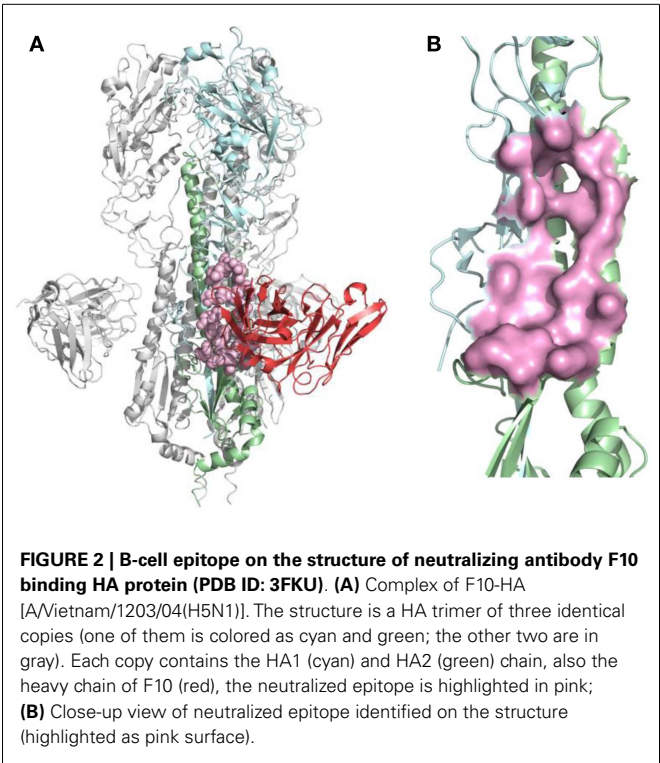 A
B
FIGURE 2 | B-cell epitope on the structure of neutralizing antibody F10
binding HA protein (PDB ID: 3FKU). (A) Complex of F10-HA
[A/Vietnam/1203/04(H5N1)]. The structure is a HA trimer of three identical
copies (one of them is colored as cyan and green; the other two are in
gray). Each copy contains the HA1 (cyan) and HA2 (green) chain, also the
heavy chain of F10 (red), the neutralized epitope is highlighted in pink;
(B) Close-up view of neutralized epitope identified on the structure
(highlighted as pink surface).